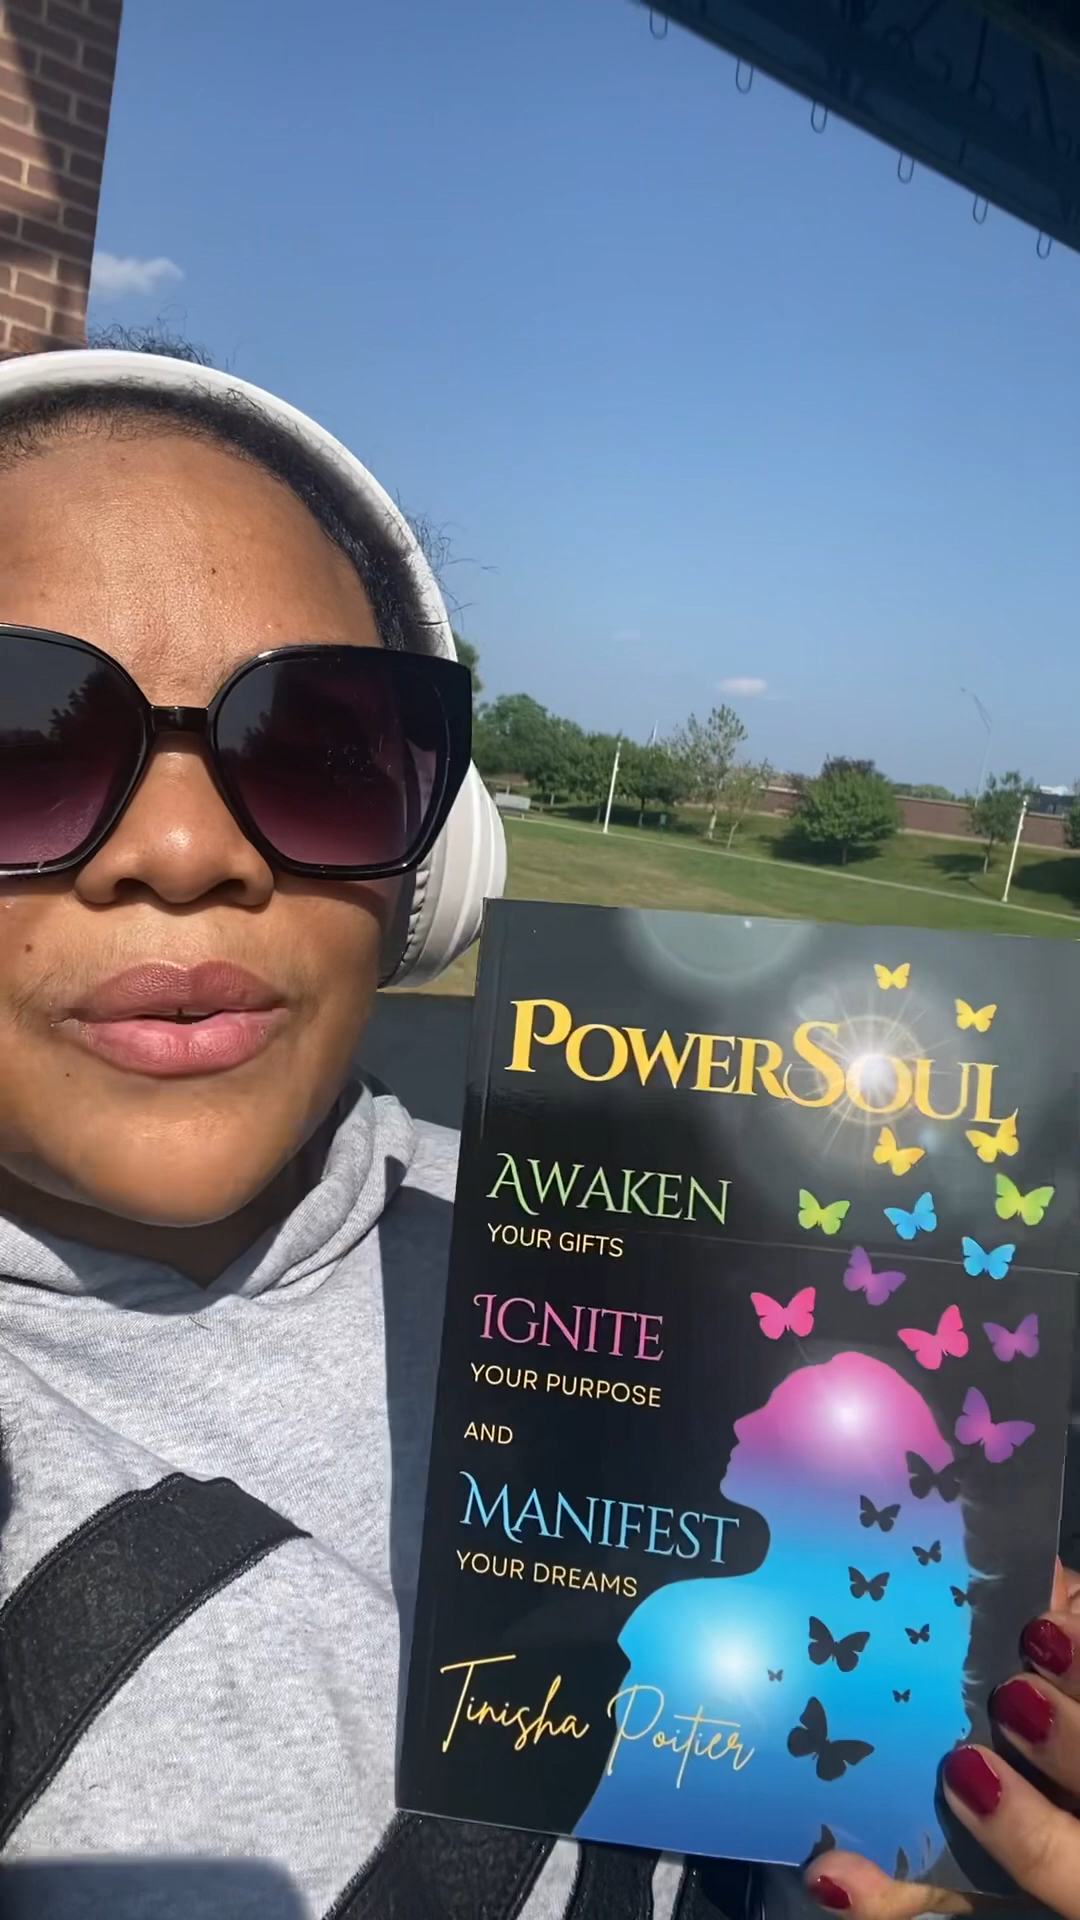 PowerSoul
Awaken
YOUR GIFTS
Ignite
YOUR PURPOSE
AND
Manifest
YOUR DREAMS
Tinisha Poitier